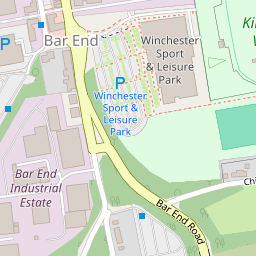 Bar End
P
P
Winchester
Sport
& Leisure
Park
Winchester
Sport &
Leisure
Park
Bar End
Industrial
Estate
Bar End Road